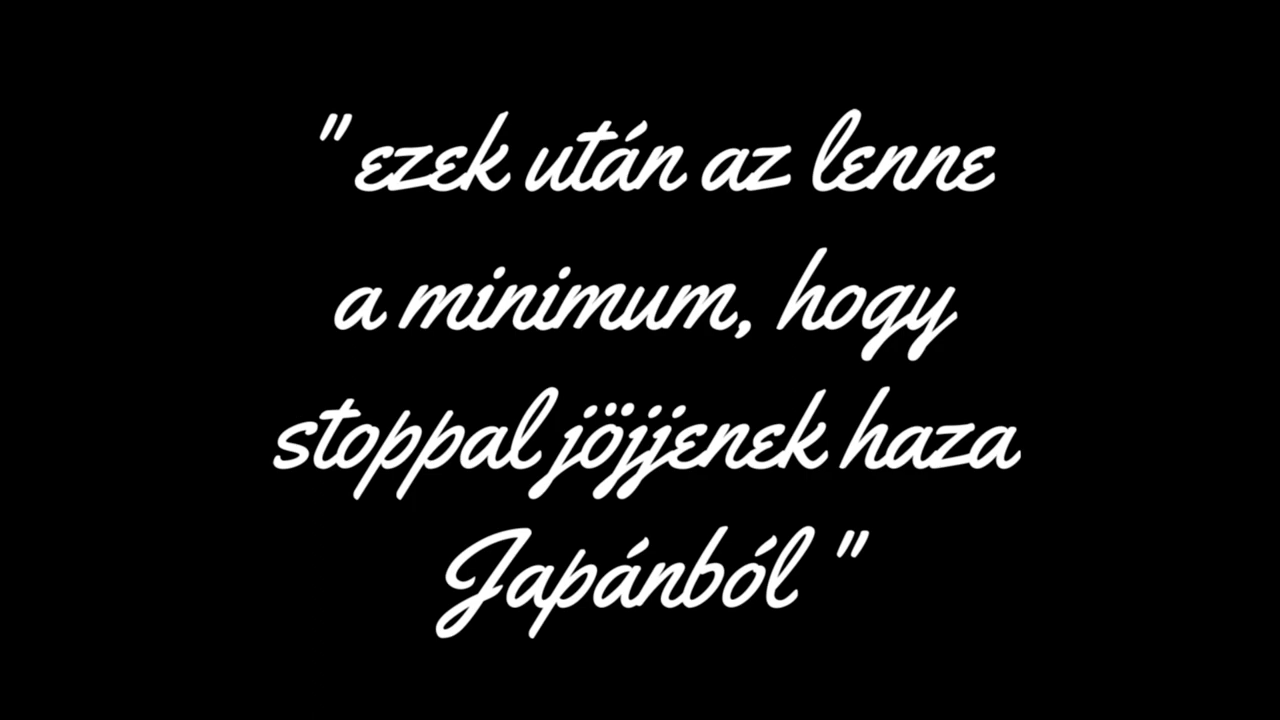 " ezek után az lenne
a minimum, hogy
stoppal jöjjenek haza
Japánból "